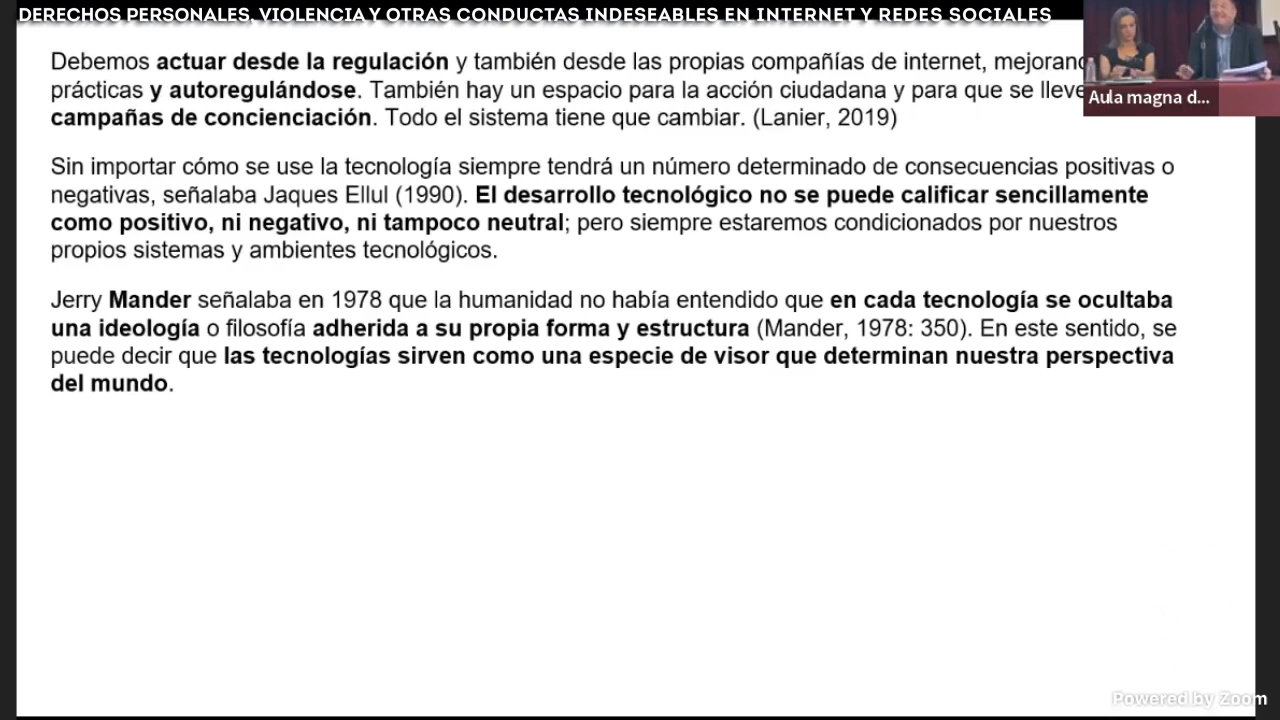 DERECHOS PERSONALES, VIOLENCIA Y OTRAS CONDUCTAS INDESEABLES EN INTERNET Y REDES SOCIALES
Debemos actuar desde la regulación y también desde las propias compañías de internet,
prácticas y autoregulándose. También hay un espacio para la acción ciudadana y para que se
campañas de concienciación. Todo el sistema tiene que cambiar. (Lanier, 2019)
Sin importar cómo se use la tecnología siempre tendrá un número determinado de consecuencias positivas o
negativas, señalaba Jaques Ellul (1990). El desarrollo tecnológico no se puede calificar sencillamente
como positivo, ni negativo, ni tampoco neutral; pero siempre estaremos condicionados por nuestros
propios sistemas y ambientes tecnológicos.
Jerry Mander señalaba en 1978 que la humanidad no había entendido que en cada tecnología se ocultaba
una ideología o filosofía adherida a su propia forma y estructura (Mander, 1978: 350). En este sentido, se
puede decir que las tecnologías sirven como una especie de visor que determinan nuestra perspectiva
del mundo.
Aula magna d...
Powered by Zoom